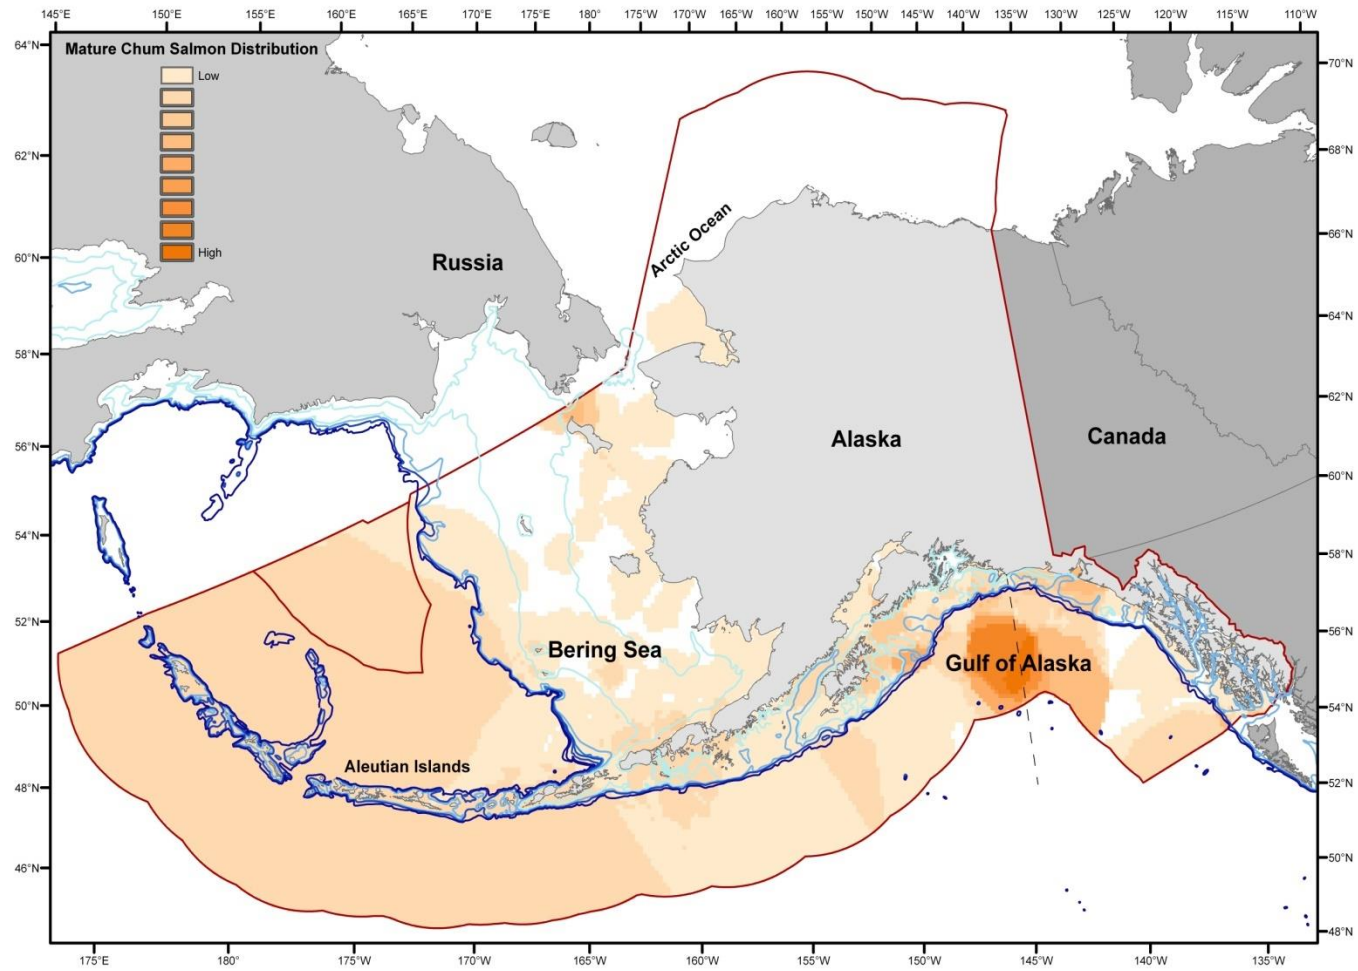 145°E 150°E 155°E 160°E 165°E 170°E 175°E 180° 175°W 170°W 165°W 160°W 155°W 150°W 145°W 140°W 135°W 130°W 125°W 120°W 115°W 110°W
64°N
Mature Chum Salmon Distribution
Low
High
70°N
62°N
68°N
Arctic Ocean
66°N
60°N
Russia
64°N
58°N
62°N
56°N
Alaska
Canada
60°N
54°N
58°N
52°N
Bering Sea
Gulf of Alaska
56°N
50°N
54°N
Aleutian Islands
48°N
52°N
46°N
50°N
48°N
175°E 180° 175°W 170°W 165°W 180° 165°W 160°W 155°W 150°W 145°W 140°W 135°W